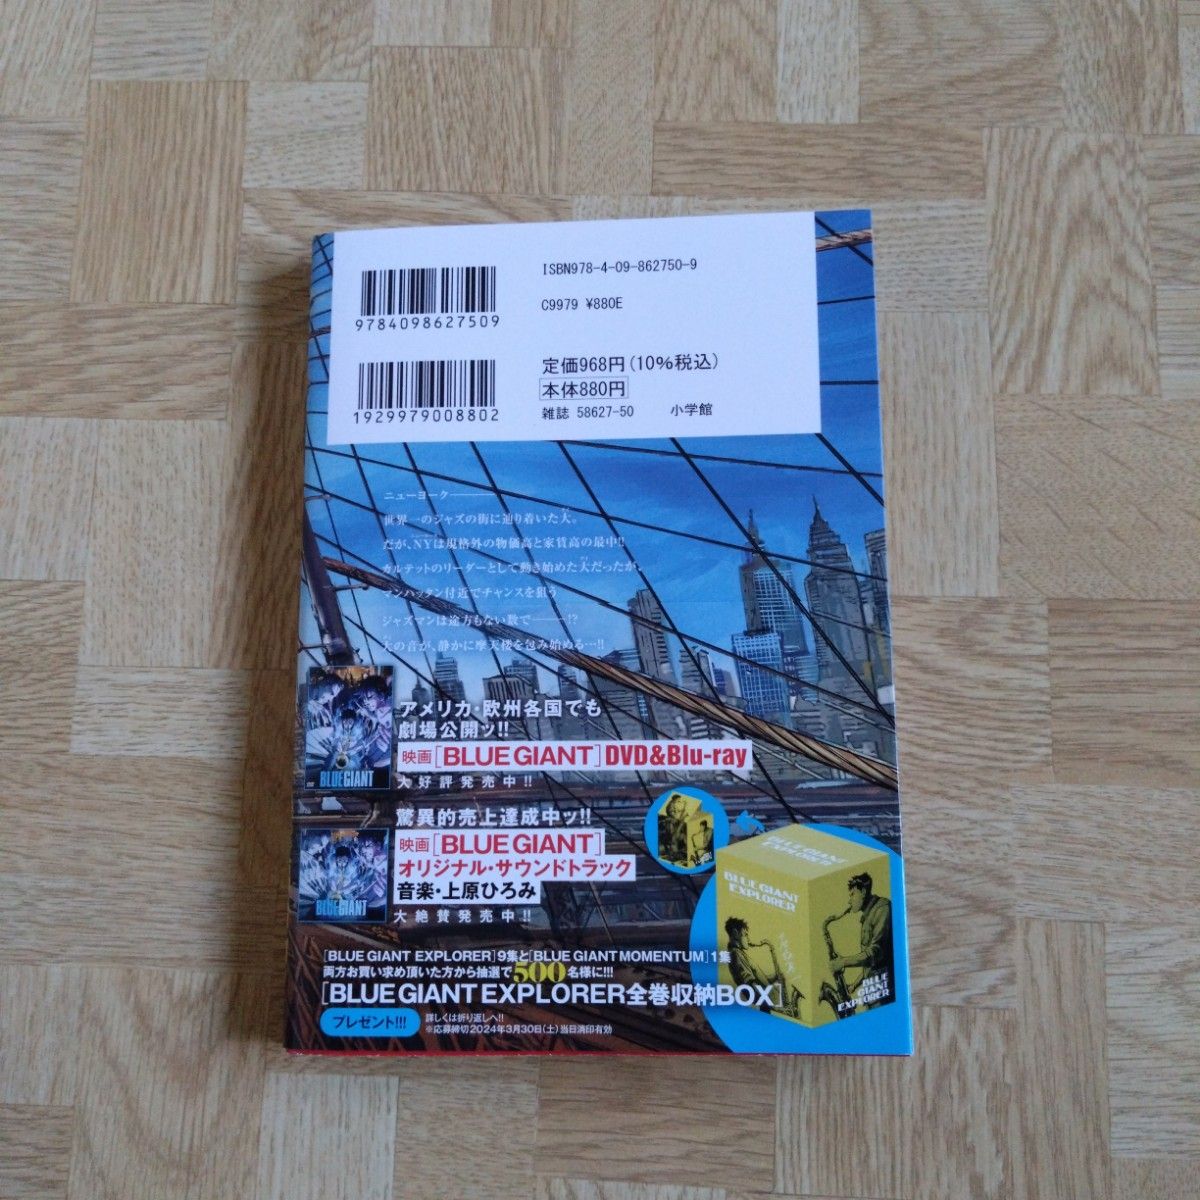 ISBN978-4-09-862750-9
9784098627509
C9979 ¥880E
定価968円(10%税込)
本体880円
1929979008802
雑誌 58627-50 小学館
ニューヨーク――――
世界一のジャズの街に辿り着いた大。
だが、NYは規格外の物価高と家賃高の最中!!
カルテットのリーダーとして動き始めた大だったが、
マンハッタン付近でチャンスを狙う
ジャズマンは途方もない数で―――!?
大の音が、静かに摩天楼を包み始める…!!
アメリカ・欧州各国でも
劇場公開ッ!!
映画[BLUE GIANT]DVD&Blu-ray
大好評発売中!!
BLUE GIANT
驚異的売上達成中ッ!!
映画[BLUE GIANT]
オリジナル・サウンドトラック
音楽・上原ひろみ
大絶賛発売中!!
BLUE GIANT
BLUE GIANT
EXPLORER
BLUE GIANT
EXPLORER
BLUE
GIANT
EXPLORER
[BLUE GIANT EXPLORER]9集と[BLUE GIANT MOMENTUM]1集
両方お買い求め頂いた方から抽選で500名様に!!!
[BLUE GIANT EXPLORER全巻収納BOX]
プレゼント!!!
詳しくは折り返しへ!!
※応募締切2024年3月30日(土)当日消印有効